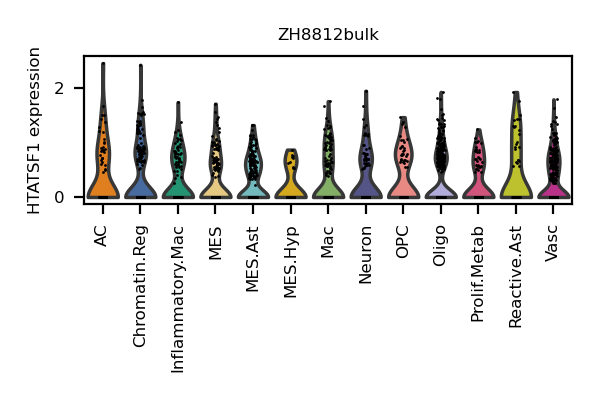 ZH8812bulk
HTATSF1 expression
2
0
AC
Chromatin.Reg
Inflammatory.Mac
MES
MES.Ast
MES.Hyp
Mac
Neuron
OPC
Oligo
Prolif.Metab
Reactive.Ast
Vasc